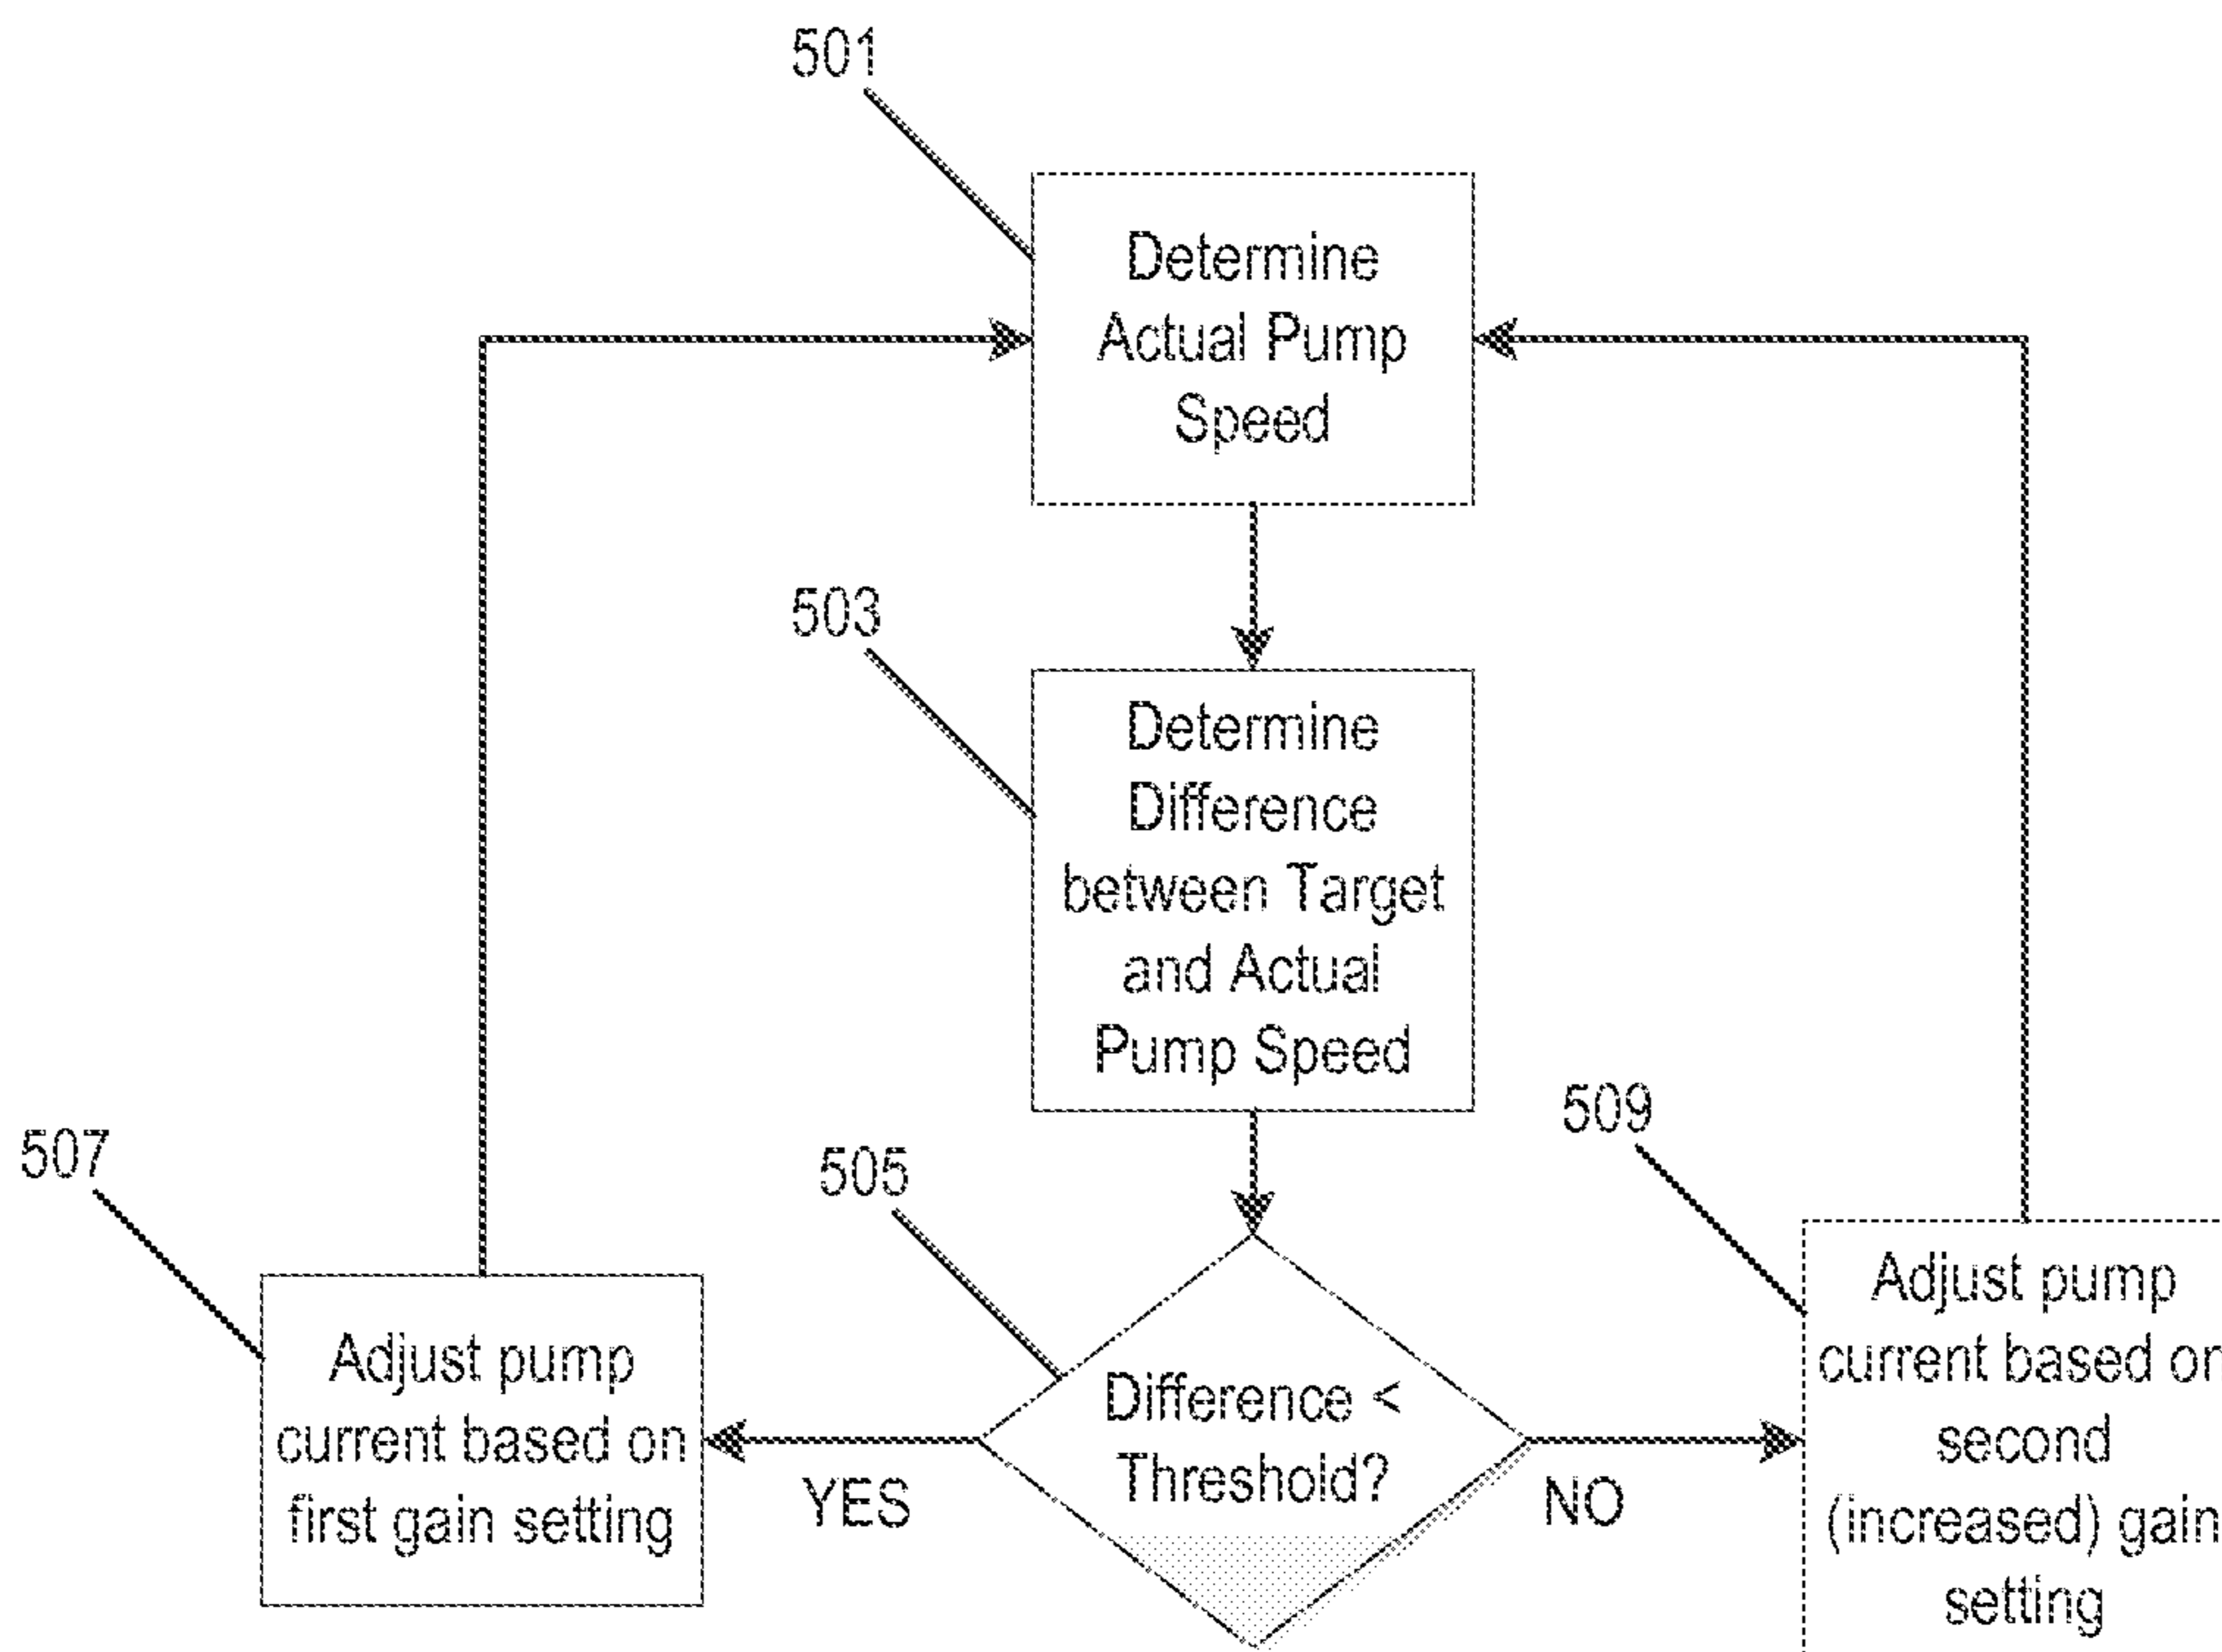 501
Determine
Actual Pump
Speed
503
Determine
Difference
between Target
and Actual
Pump Speed
507
505
509
Adjust pump
current based on
first gain setting
YES
Difference <
Threshold?
NO
Adjust pump
current based on
second
(increased) gain
setting